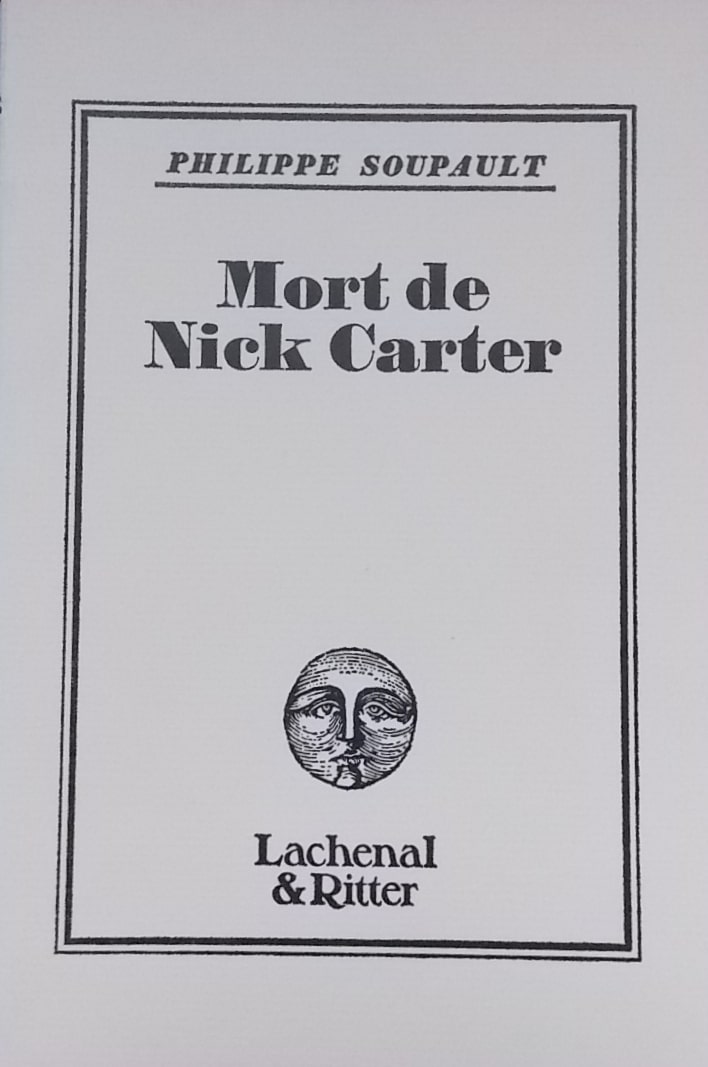 PHILIPPE SOUPAULT
Mort de
Nick Carter
Lachenal
&Ritter